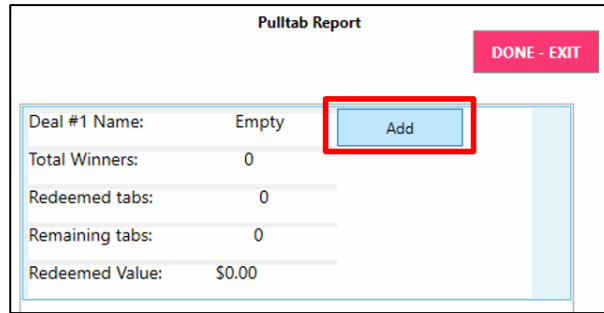 Pulltab Report
DONE - EXIT
Deal #1 Name: Empty Add
Total Winners: 0
Redeemed tabs: 0
Remaining tabs: 0
Redeemed Value: $0.00